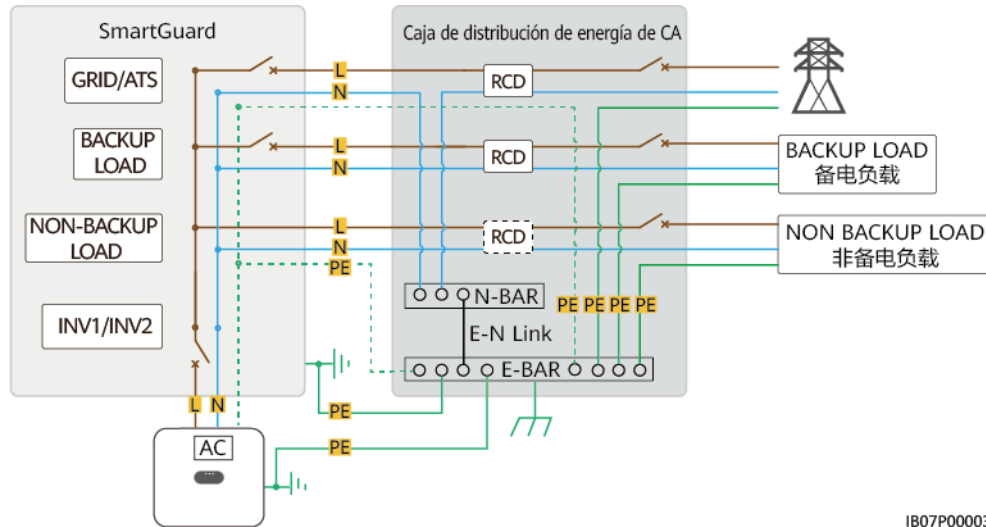 SmartGuard
Caja de distribución de energía de CA
GRID/ATS
L
N
RCD
BACKUP
LOAD
L
N
RCD
BACKUP LOAD
备电负载
NON-BACKUP
LOAD
L
N
PE
RCD
NON BACKUP LOAD
非备电负载
N-BAR
PE
PE
PE
PE
INV1/INV2
E-N Link
E-BAR
L
N
PE
PE
AC
IB07P00003